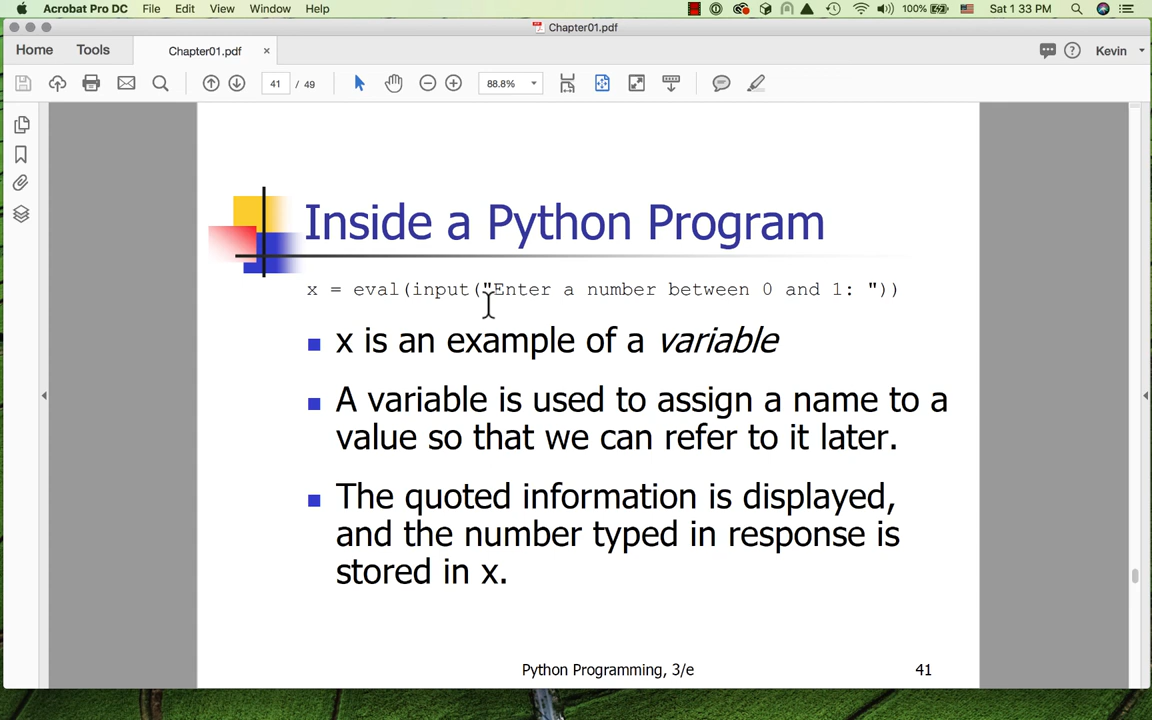 Acrobat Pro DC File Edit View Window Help 100% Sat 1 33 PM
Chapter01.pdf
Home Tools Chapter01.pdf × ? Kevin
41 / 49 88.8%
Inside a Python Program
x = eval(input("Enter a number between 0 and 1: "))
x is an example of a variable
A variable is used to assign a name to a
value so that we can refer to it later.
The quoted information is displayed,
and the number typed in response is
stored in x.
Python Programming, 3/e 41